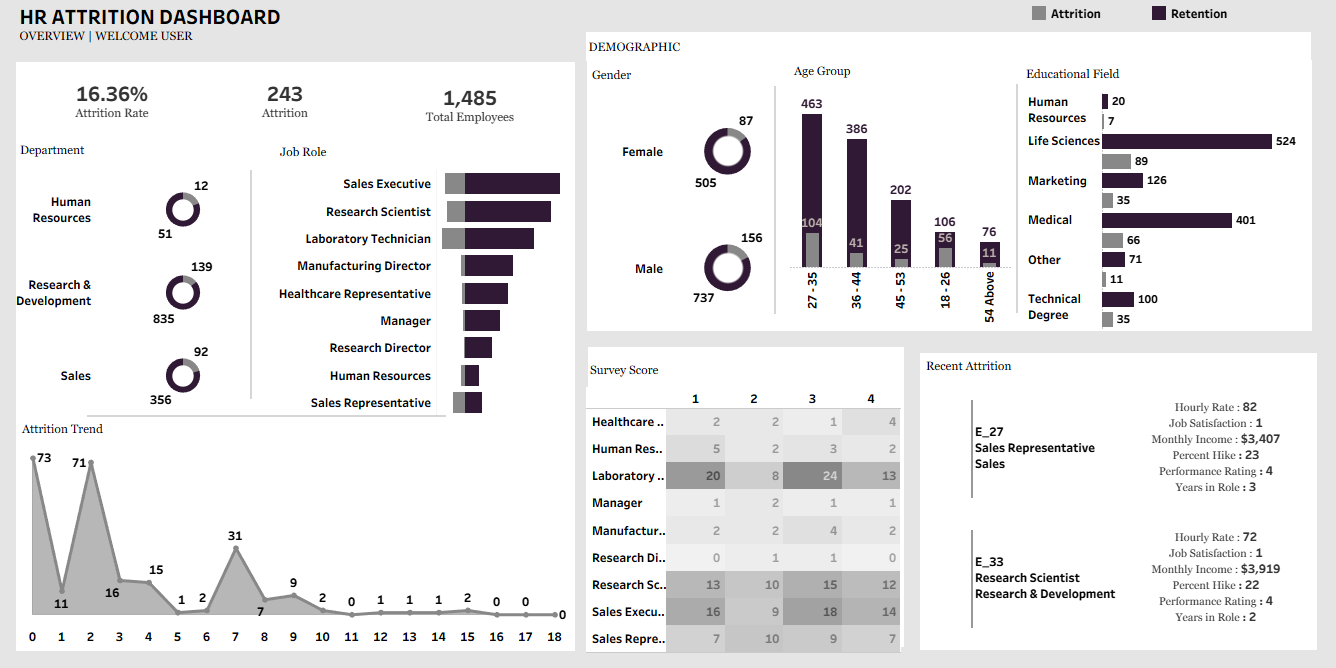 HR ATTRITION DASHBOARD
OVERVIEW | WELCOME USER
Attrition
Retention
16.36%
Attrition Rate
243
Attrition
1,485
Total Employees
Department
Human
Resources
12
51
Research &
Development
139
835
Sales
92
356
Job Role
Sales Executive
Research Scientist
Laboratory Technician
Manufacturing Director
Healthcare Representative
Manager
Research Director
Human Resources
Sales Representative
Attrition Trend
73
11
71
16
15
1
2
31
7
9
2
0
1
1
1
2
0
0
0
0 1 2 3 4 5 6 7 8 9 10 11 12 13 14 15 16 17 18
DEMOGRAPHIC
Gender
Female
87
505
Male
156
737
Age Group
463
104
386
41
202
25
106
56
76
11
27 - 35
36 - 44
45 - 53
18 - 26
54 Above
Educational Field
Human
Resources
20
7
Life Sciences
524
89
Marketing
126
35
Medical
401
66
Other
71
11
Technical
Degree
100
35
Survey Score
1 2 3 4
Healthcare .. 2 2 1 4
Human Res.. 5 2 3 2
Laboratory .. 20 8 24 13
Manager 1 2 1 1
Manufactur.. 2 2 4 2
Research Di.. 0 1 1 0
Research Sc.. 13 10 15 12
Sales Execu.. 16 9 18 14
Sales Repre.. 7 10 9 7
Recent Attrition
E_27
Sales Representative
Sales
Hourly Rate : 82
Job Satisfaction : 1
Monthly Income : $3,407
Percent Hike : 23
Performance Rating : 4
Years in Role : 3
E_33
Research Scientist
Research & Development
Hourly Rate : 72
Job Satisfaction : 1
Monthly Income : $3,919
Percent Hike : 22
Performance Rating : 4
Years in Role : 2